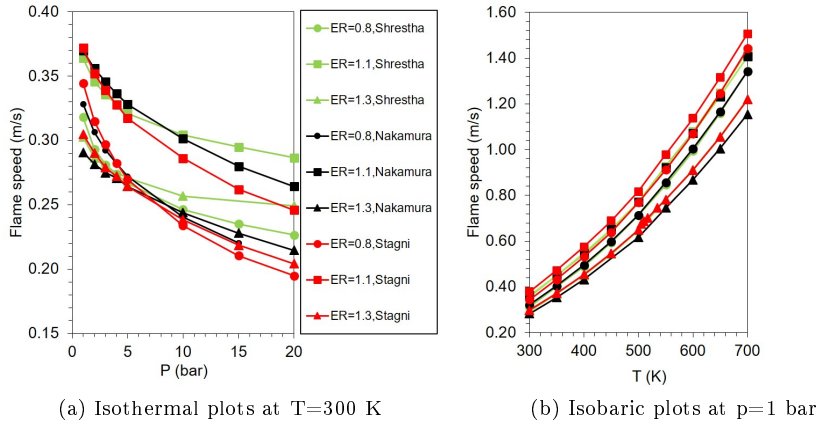 0.40
0.35
0.30
0.25
0.20
0.15
Flame speed (m/s)
0 5 10 15 20
P (bar)
ER=0.8,Shrestha
ER=1.1,Shrestha
ER=1.3,Shrestha
ER=0.8,Nakamura
ER=1.1,Nakamura
ER=1.3,Nakamura
ER=0.8,Stagni
ER=1.1,Stagni
ER=1.3,Stagni
(a) Isothermal plots at T=300 K
1.60
1.40
1.20
1.00
0.80
0.60
0.40
0.20
Flame speed (m/s)
300 400 500 600 700
T (K)
(b) Isobaric plots at p=1 bar